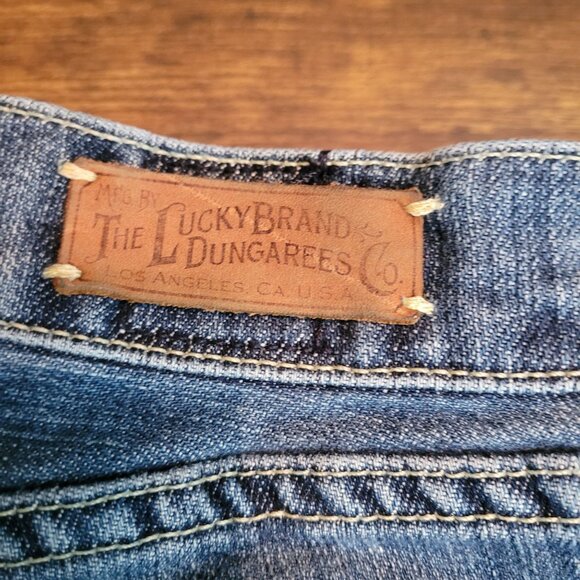 MFG. BY
THE LUCKY BRAND
DUNGAREES CO.
LOS ANGELES, CA U.S.A.